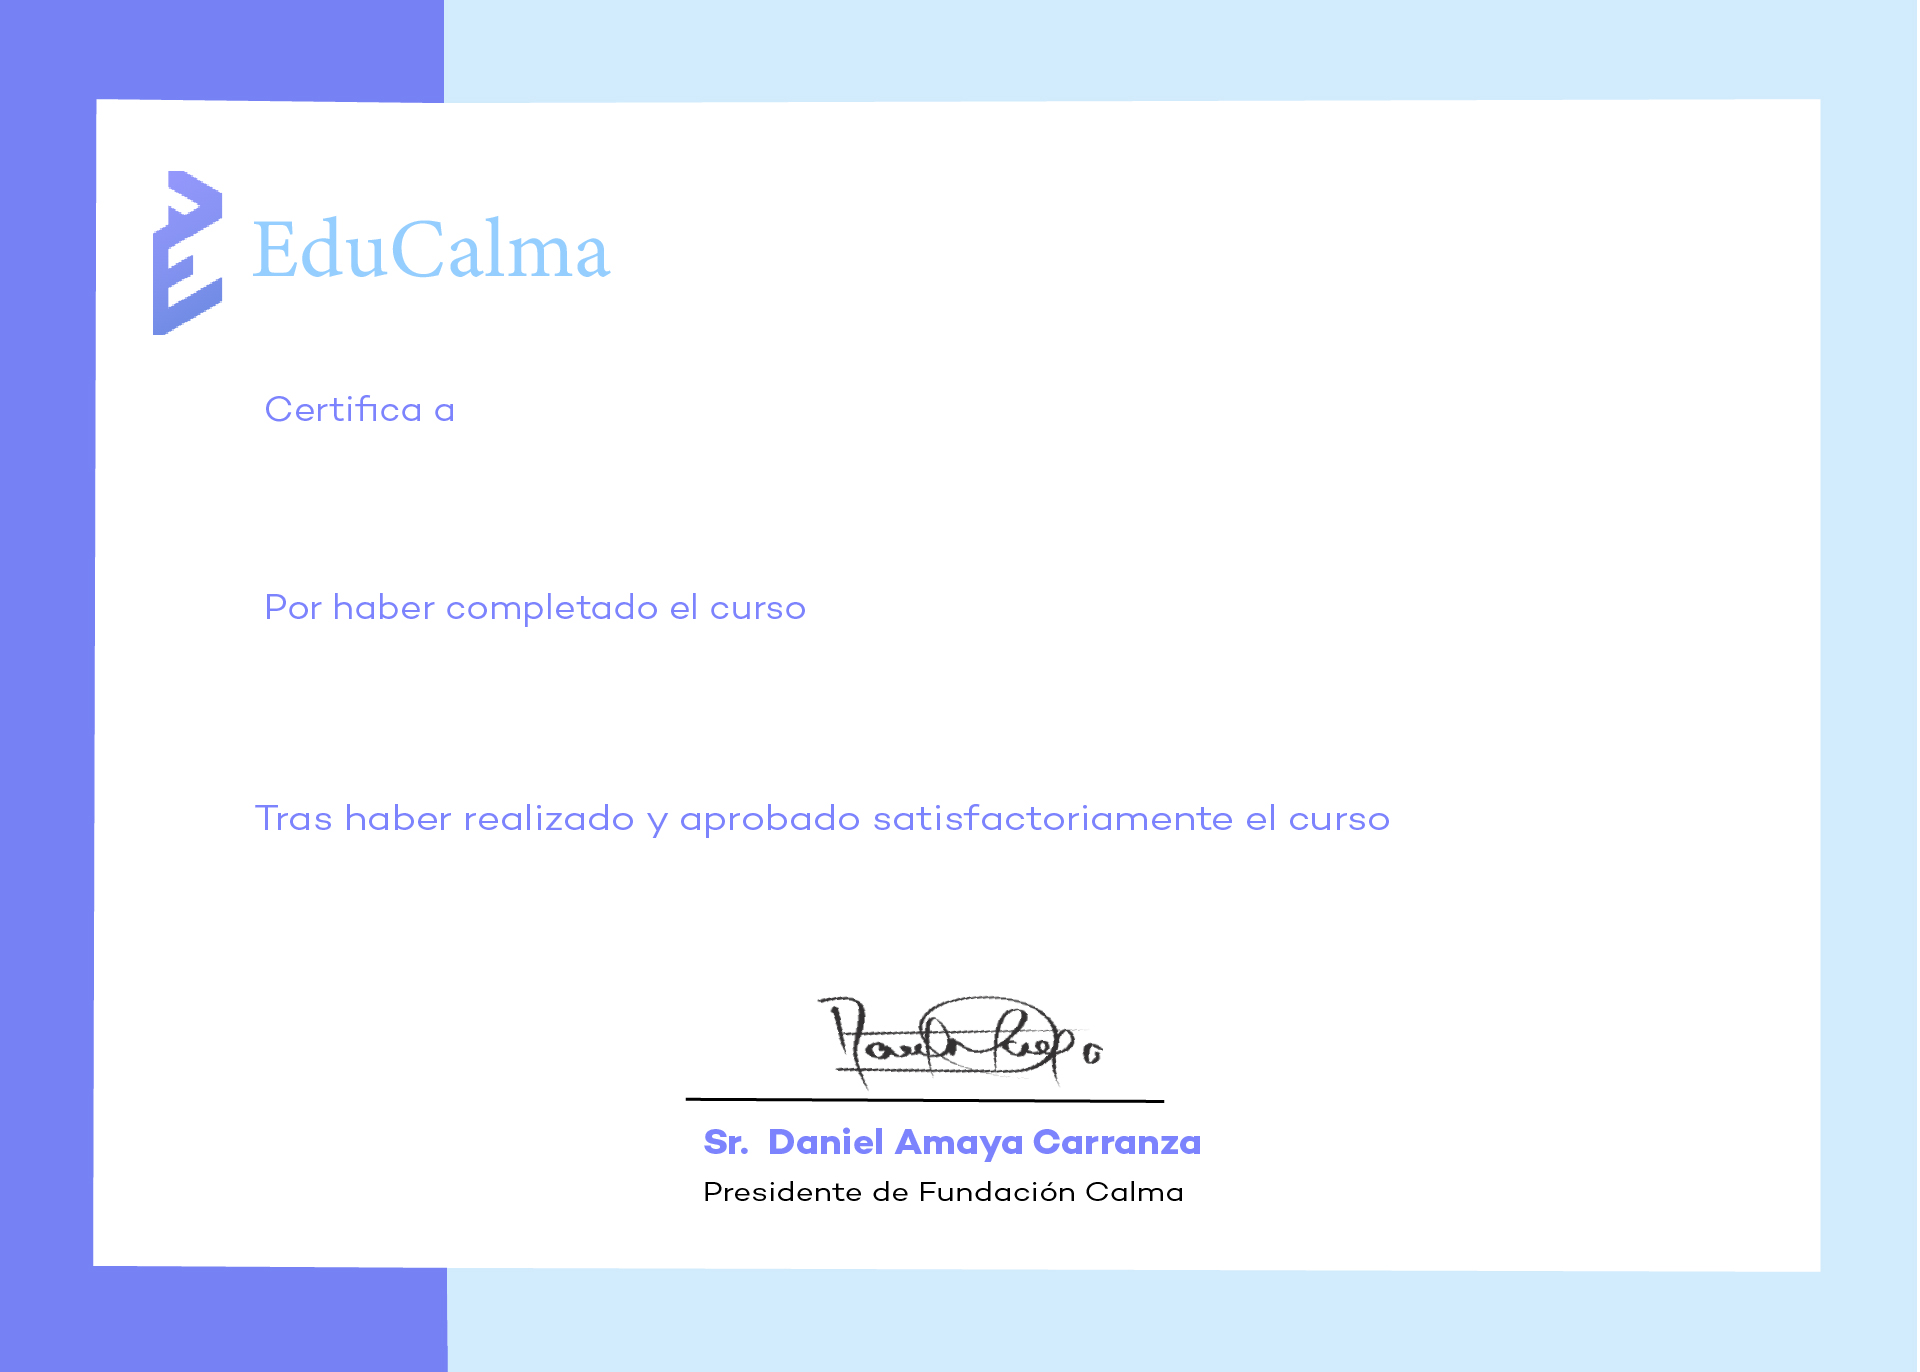 EduCalma
Certifica a
Por haber completado el curso
Tras haber realizado y aprobado satisfactoriamente el curso
Sr. Daniel Amaya Carranza
Presidente de Fundación Calma